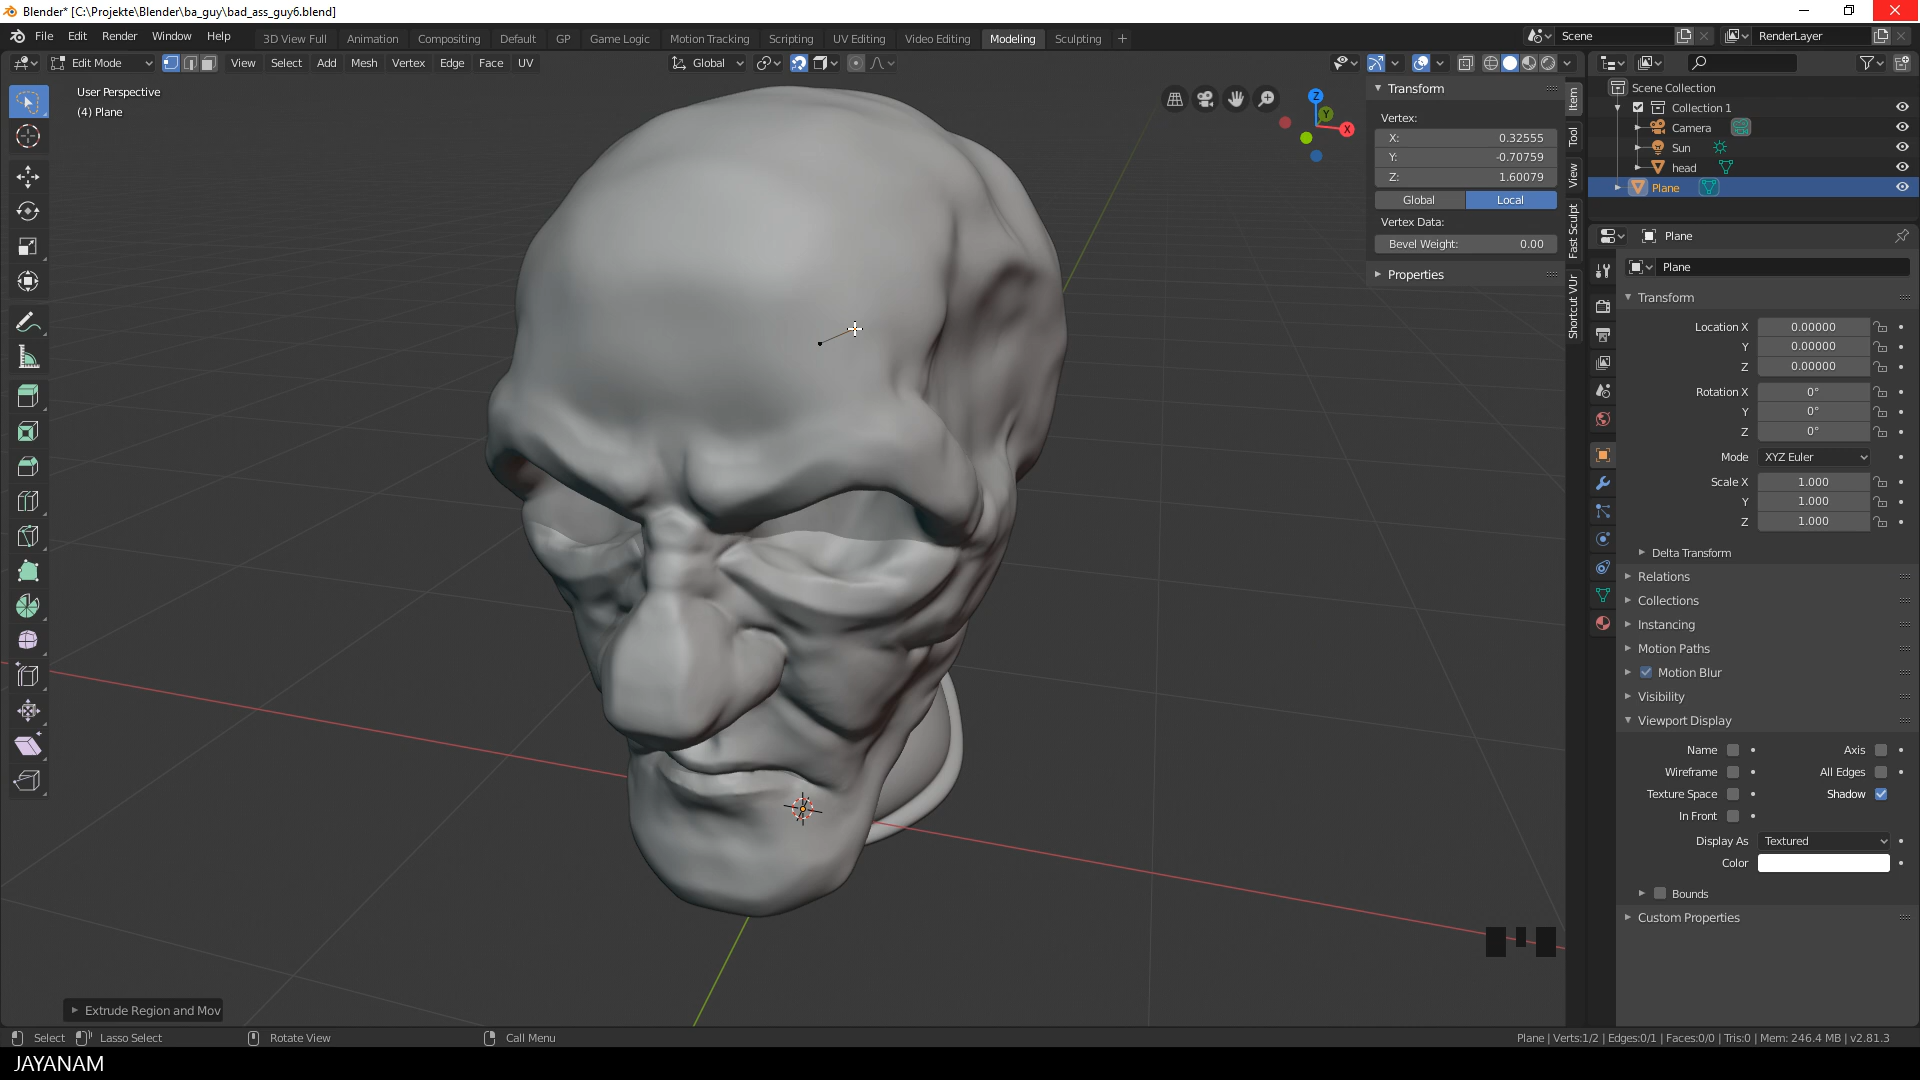 Blender* [C:\Projekte\Blender\ba_guy\bad_ass_guy6.blend]
File Edit Render Window Help
3D View Full Animation Compositing Default GP Game Logic Motion Tracking Scripting UV Editing Video Editing Modeling Sculpting +
Scene
RenderLayer
Edit Mode
View Select Add Mesh Vertex Edge Face UV
Global
User Perspective
(4) Plane
Z
Y
X
Transform
Vertex:
X: 0.32555
Y: -0.70759
Z: 1.60079
Global Local
Vertex Data:
Bevel Weight: 0.00
Properties
Item
Tool
View
Fast Sculpt
Shortcut VUr
Scene Collection
Collection 1
Camera
Sun
head
Plane
Plane
Plane
Transform
Location X 0.00000
Y 0.00000
Z 0.00000
Rotation X 0°
Y 0°
Z 0°
Mode XYZ Euler
Scale X 1.000
Y 1.000
Z 1.000
Delta Transform
Relations
Collections
Instancing
Motion Paths
Motion Blur
Visibility
Viewport Display
Name Axis
Wireframe All Edges
Texture Space Shadow
In Front
Display As Textured
Color
Bounds
Custom Properties
Extrude Region and Mov
Select Lasso Select Rotate View Call Menu
Plane | Verts:1/2 | Edges:0/1 | Faces:0/0 | Tris:0 | Mem: 246.4 MB | v2.81.3
JAYANAM